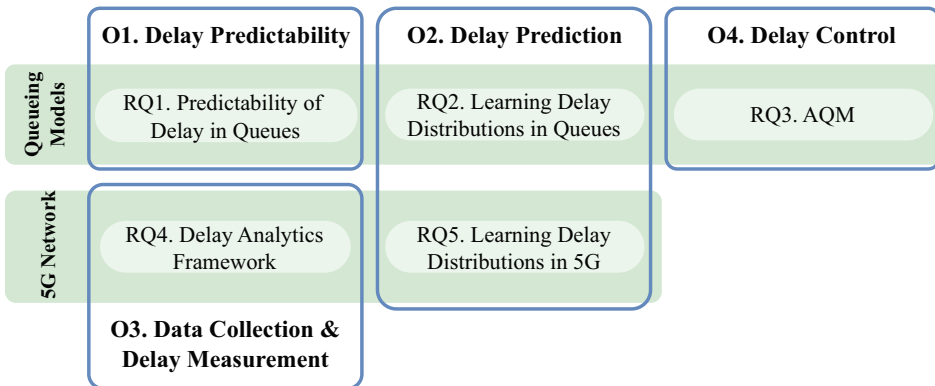 O1. Delay Predictability
O2. Delay Prediction
O4. Delay Control
Queueing
Models
RQ1. Predictability of
Delay in Queues
RQ2. Learning Delay
Distributions in Queues
RQ3. AQM
5G Network
RQ4. Delay Analytics
Framework
RQ5. Learning Delay
Distributions in 5G
O3. Data Collection &
Delay Measurement